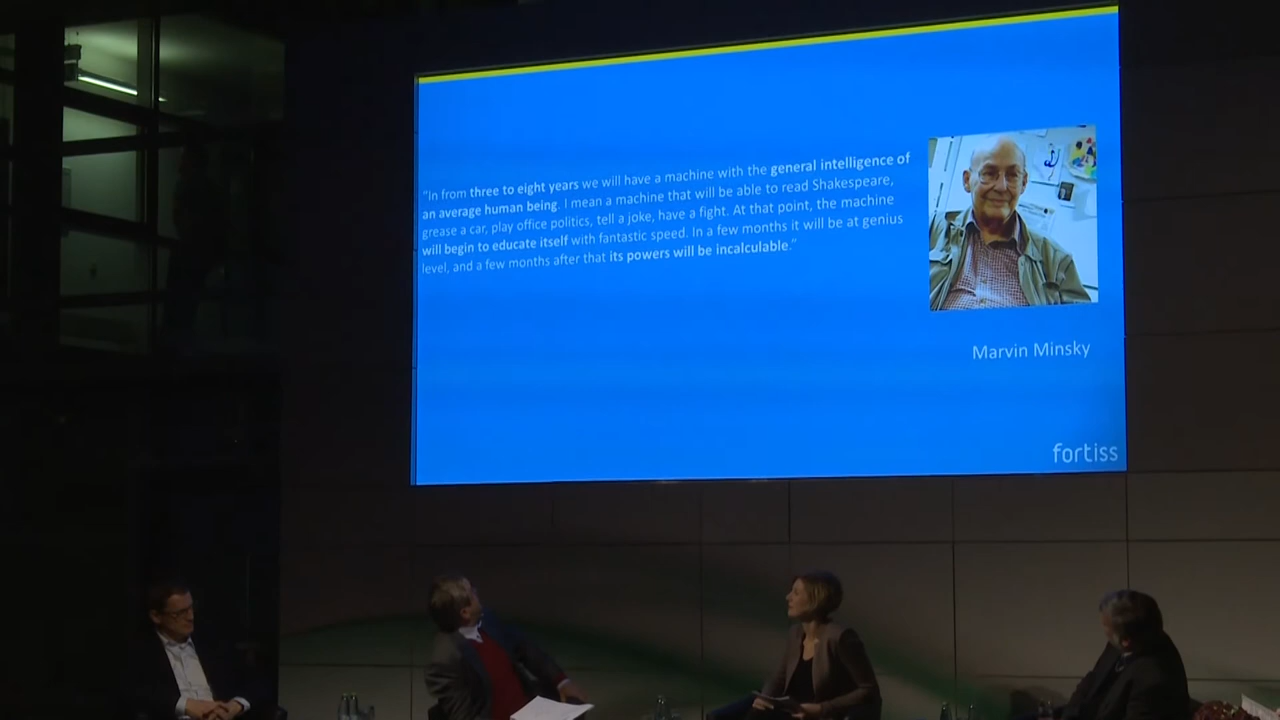 “In from three to eight years we will have a machine with the general intelligence of
an average human being. I mean a machine that will be able to read Shakespeare,
grease a car, play office politics, tell a joke, have a fight. At that point, the machine
will begin to educate itself with fantastic speed. In a few months it will be at genius
level, and a few months after that its powers will be incalculable.”
Marvin Minsky
fortiss